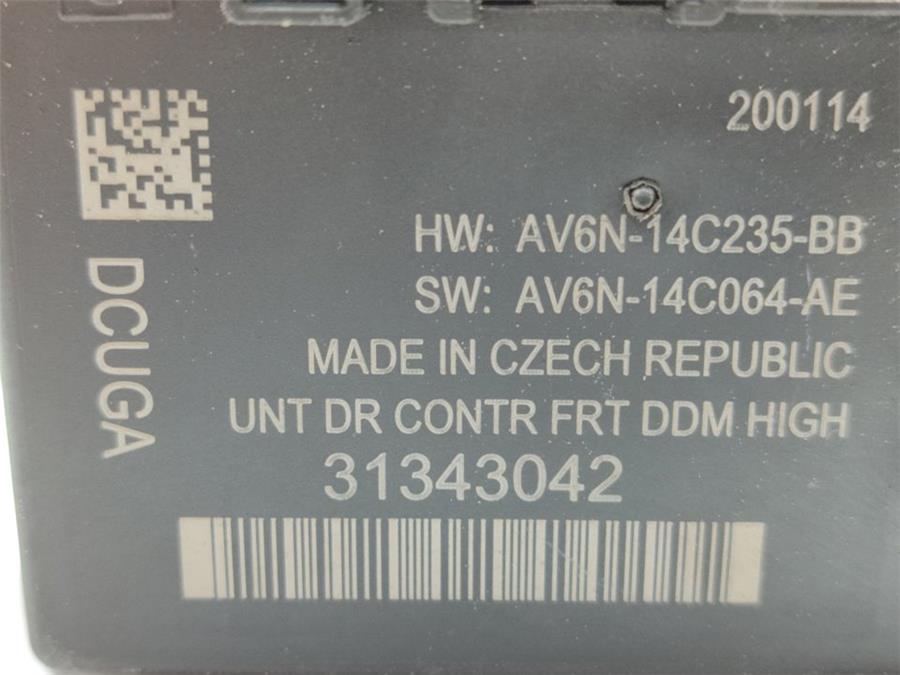 200114
HW: AV6N-14C235-BB
SW: AV6N-14C064-AE
MADE IN CZECH REPUBLIC
UNT DR CONTR FRT DDM HIGH
31343042
DCUGA